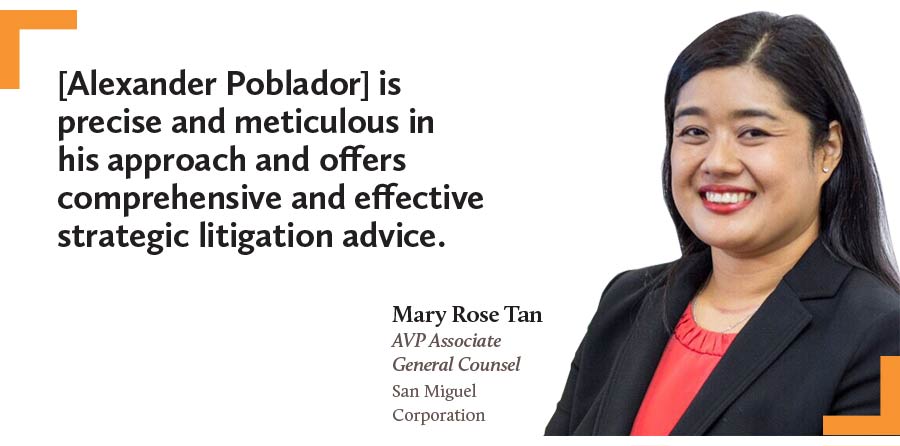 [Alexander Poblador] is
precise and meticulous in
his approach and offers
comprehensive and effective
strategic litigation advice.
Mary Rose Tan
AVP Associate
General Counsel
San Miguel
Corporation